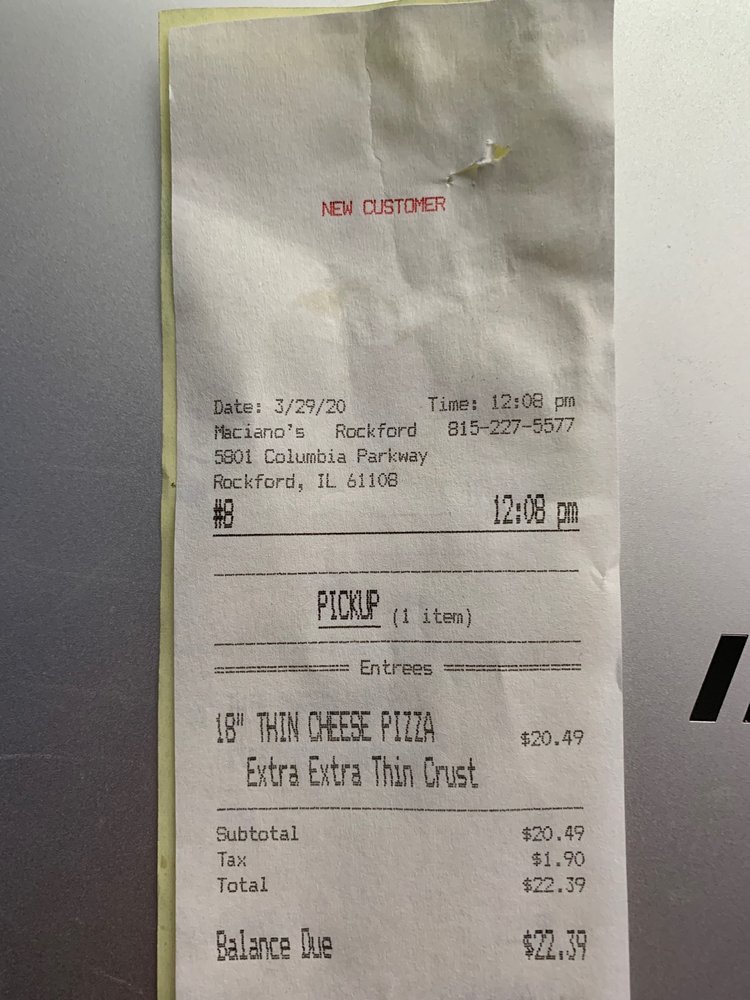 NEW CUSTOMER
Date: 3/29/20 Time: 12:08 pm
Maciano's Rockford 815-227-5577
5801 Columbia Parkway
Rockford, IL 61108
#8 12:08 pm
PICKUP (1 item)
Entrees
18" THIN CHEESE PIZZA $20.49
Extra Extra Thin Crust
Subtotal $20.49
Tax $1.90
Total $22.39
Balance Due $22.39